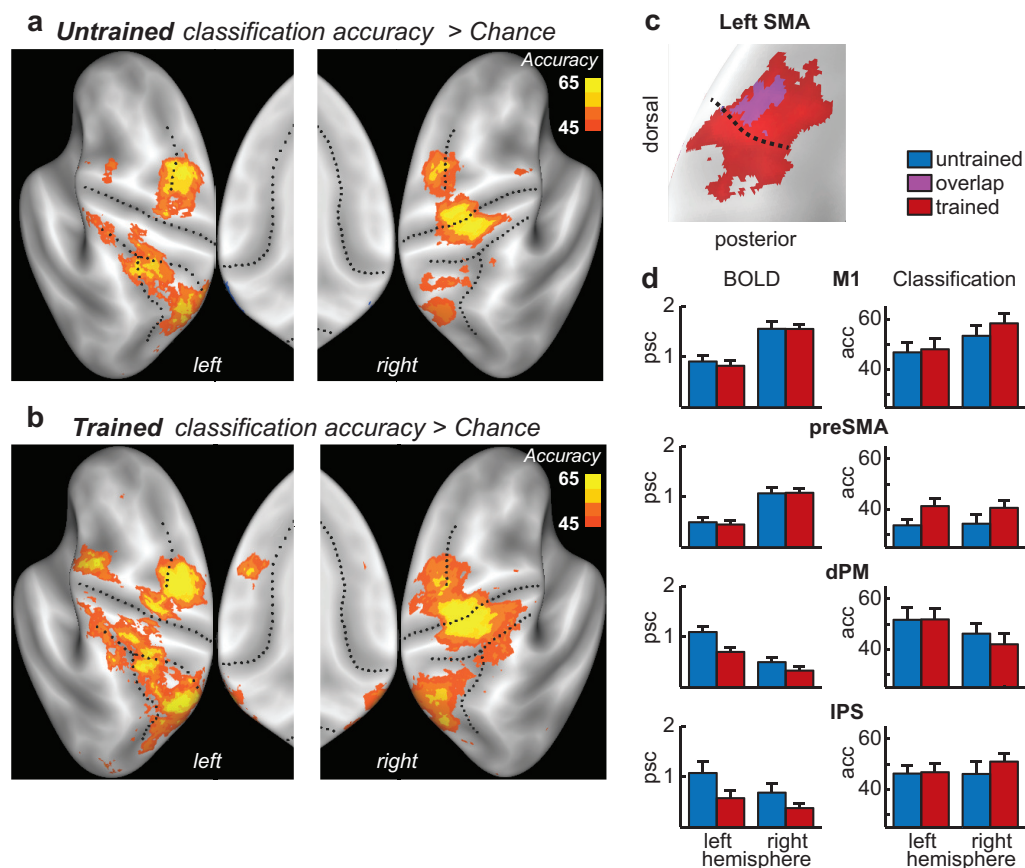 a Untrained classification accuracy > Chance
Accuracy
65
45
left
right
b Trained classification accuracy > Chance
Accuracy
65
45
left
right
c Left SMA
dorsal
posterior
untrained
overlap
trained
d BOLD M1 Classification
psc
2
1
acc
60
40
preSMA
psc
2
1
acc
60
40
dPM
psc
2
1
acc
60
40
IPS
psc
2
1
acc
60
40
left right left right
hemisphere hemisphere